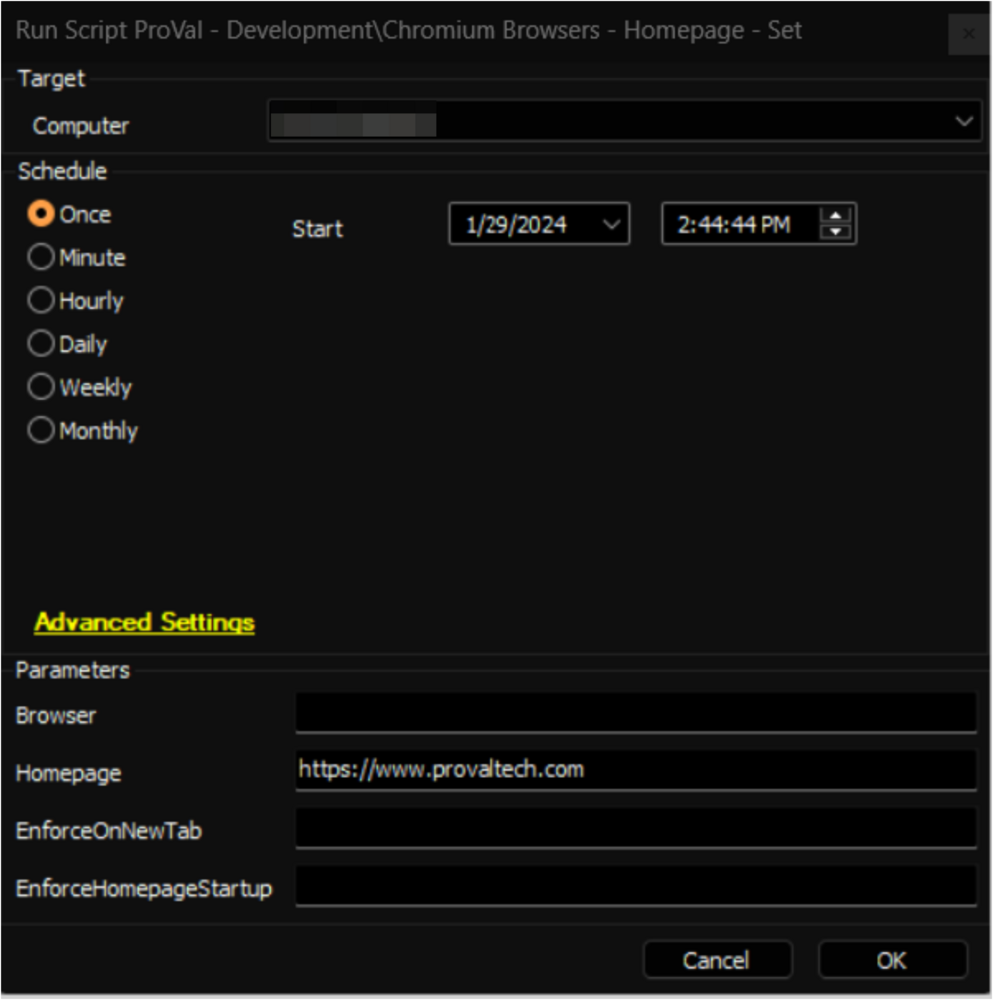 Run Script ProVal - Development\Chromium Browsers - Homepage - Set
Target
Computer
Schedule
Once
Start
1/29/2024
2:44:44 PM
Minute
Hourly
Daily
Weekly
Monthly
Advanced Settings
Parameters
Browser
Homepage
https://www.provaltech.com
EnforceOnNewTab
EnforceHomepageStartup
Cancel
OK